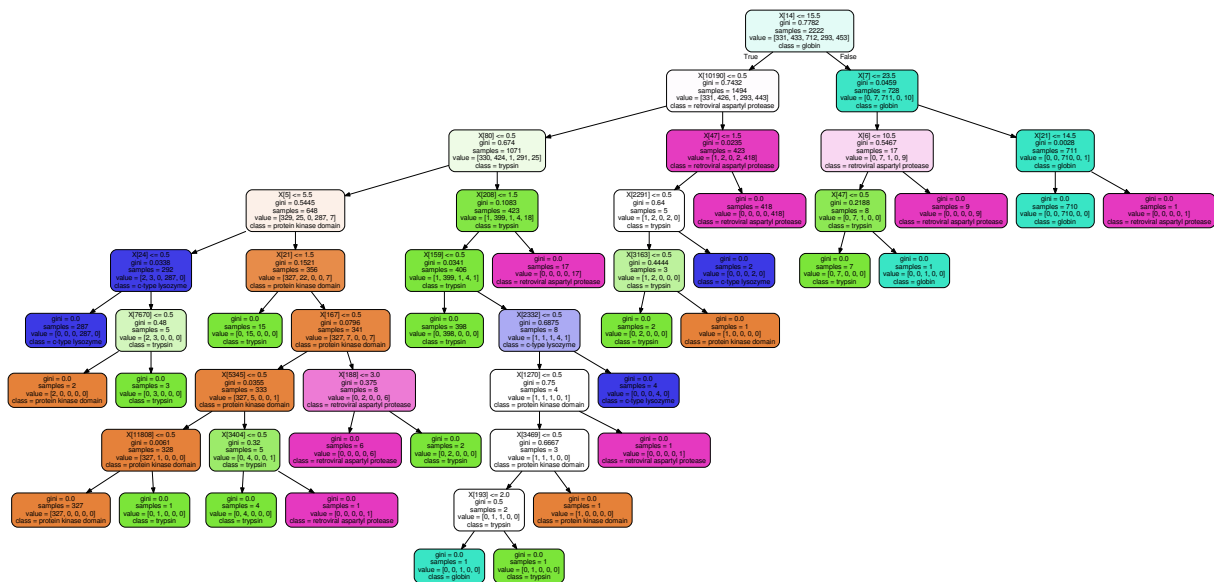 X[14] <= 15.5
gini = 0.7782
samples = 2222
value = [331, 433, 712, 293, 453]
class = globin
True
False
X[10190] <= 0.5
gini = 0.7432
samples = 1494
value = [331, 426, 1, 293, 443]
class = retroviral aspartyl protease
X[7] <= 23.5
gini = 0.0459
samples = 728
value = [0, 7, 711, 0, 10]
class = globin
X[80] <= 0.5
gini = 0.674
samples = 1071
value = [330, 424, 1, 291, 25]
class = trypsin
X[47] <= 1.5
gini = 0.0235
samples = 423
value = [1, 2, 0, 2, 418]
class = retroviral aspartyl protease
X[6] <= 10.5
gini = 0.5467
samples = 17
value = [0, 7, 1, 0, 9]
class = retroviral aspartyl protease
X[21] <= 14.5
gini = 0.0028
samples = 711
value = [0, 0, 710, 0, 1]
class = globin
X[5] <= 5.5
gini = 0.5445
samples = 648
value = [329, 25, 0, 287, 7]
class = protein kinase domain
X[208] <= 1.5
gini = 0.1083
samples = 423
value = [1, 399, 1, 4, 18]
class = trypsin
X[2291] <= 0.5
gini = 0.64
samples = 5
value = [1, 2, 0, 2, 0]
class = trypsin
gini = 0.0
samples = 418
value = [0, 0, 0, 0, 418]
class = retroviral aspartyl protease
X[47] <= 0.5
gini = 0.2188
samples = 8
value = [0, 7, 1, 0, 0]
class = trypsin
gini = 0.0
samples = 9
value = [0, 0, 0, 0, 9]
class = retroviral aspartyl protease
gini = 0.0
samples = 710
value = [0, 0, 710, 0, 0]
class = globin
gini = 0.0
samples = 1
value = [0, 0, 0, 0, 1]
class = retroviral aspartyl protease
X[24] <= 0.5
gini = 0.0338
samples = 292
value = [2, 3, 0, 287, 0]
class = c-type lysozyme
X[21] <= 1.5
gini = 0.1521
samples = 356
value = [327, 22, 0, 0, 7]
class = protein kinase domain
X[159] <= 0.5
gini = 0.0341
samples = 406
value = [1, 399, 1, 4, 1]
class = trypsin
gini = 0.0
samples = 17
value = [0, 0, 0, 0, 17]
class = retroviral aspartyl protease
X[3163] <= 0.5
gini = 0.4444
samples = 3
value = [1, 2, 0, 0, 0]
class = trypsin
gini = 0.0
samples = 2
value = [0, 0, 0, 2, 0]
class = c-type lysozyme
gini = 0.0
samples = 7
value = [0, 7, 0, 0, 0]
class = trypsin
gini = 0.0
samples = 1
value = [0, 0, 1, 0, 0]
class = globin
gini = 0.0
samples = 287
value = [0, 0, 0, 287, 0]
class = c-type lysozyme
X[7670] <= 0.5
gini = 0.48
samples = 5
value = [2, 3, 0, 0, 0]
class = trypsin
gini = 0.0
samples = 15
value = [0, 15, 0, 0, 0]
class = trypsin
X[167] <= 0.5
gini = 0.0796
samples = 341
value = [327, 7, 0, 0, 7]
class = protein kinase domain
gini = 0.0
samples = 398
value = [0, 398, 0, 0, 0]
class = trypsin
X[2332] <= 0.5
gini = 0.6875
samples = 8
value = [1, 1, 1, 4, 1]
class = c-type lysozyme
gini = 0.0
samples = 2
value = [0, 2, 0, 0, 0]
class = trypsin
gini = 0.0
samples = 1
value = [1, 0, 0, 0, 0]
class = protein kinase domain
gini = 0.0
samples = 2
value = [2, 0, 0, 0, 0]
class = protein kinase domain
gini = 0.0
samples = 3
value = [0, 3, 0, 0, 0]
class = trypsin
X[5345] <= 0.5
gini = 0.0355
samples = 333
value = [327, 5, 0, 0, 1]
class = protein kinase domain
X[188] <= 3.0
gini = 0.375
samples = 8
value = [0, 2, 0, 0, 6]
class = retroviral aspartyl protease
X[1270] <= 0.5
gini = 0.75
samples = 4
value = [1, 1, 1, 0, 1]
class = protein kinase domain
gini = 0.0
samples = 4
value = [0, 0, 0, 4, 0]
class = c-type lysozyme
X[11808] <= 0.5
gini = 0.0061
samples = 328
value = [327, 1, 0, 0, 0]
class = protein kinase domain
X[3404] <= 0.5
gini = 0.32
samples = 5
value = [0, 4, 0, 0, 1]
class = trypsin
gini = 0.0
samples = 6
value = [0, 0, 0, 0, 6]
class = retroviral aspartyl protease
gini = 0.0
samples = 2
value = [0, 2, 0, 0, 0]
class = trypsin
X[3469] <= 0.5
gini = 0.6667
samples = 3
value = [1, 1, 1, 0, 0]
class = protein kinase domain
gini = 0.0
samples = 1
value = [0, 0, 0, 0, 1]
class = retroviral aspartyl protease
gini = 0.0
samples = 327
value = [327, 0, 0, 0, 0]
class = protein kinase domain
gini = 0.0
samples = 1
value = [0, 1, 0, 0, 0]
class = trypsin
gini = 0.0
samples = 4
value = [0, 4, 0, 0, 0]
class = trypsin
gini = 0.0
samples = 1
value = [0, 0, 0, 0, 1]
class = retroviral aspartyl protease
X[193] <= 2.0
gini = 0.5
samples = 2
value = [0, 1, 1, 0, 0]
class = trypsin
gini = 0.0
samples = 1
value = [1, 0, 0, 0, 0]
class = protein kinase domain
gini = 0.0
samples = 1
value = [0, 0, 1, 0, 0]
class = globin
gini = 0.0
samples = 1
value = [0, 1, 0, 0, 0]
class = trypsin